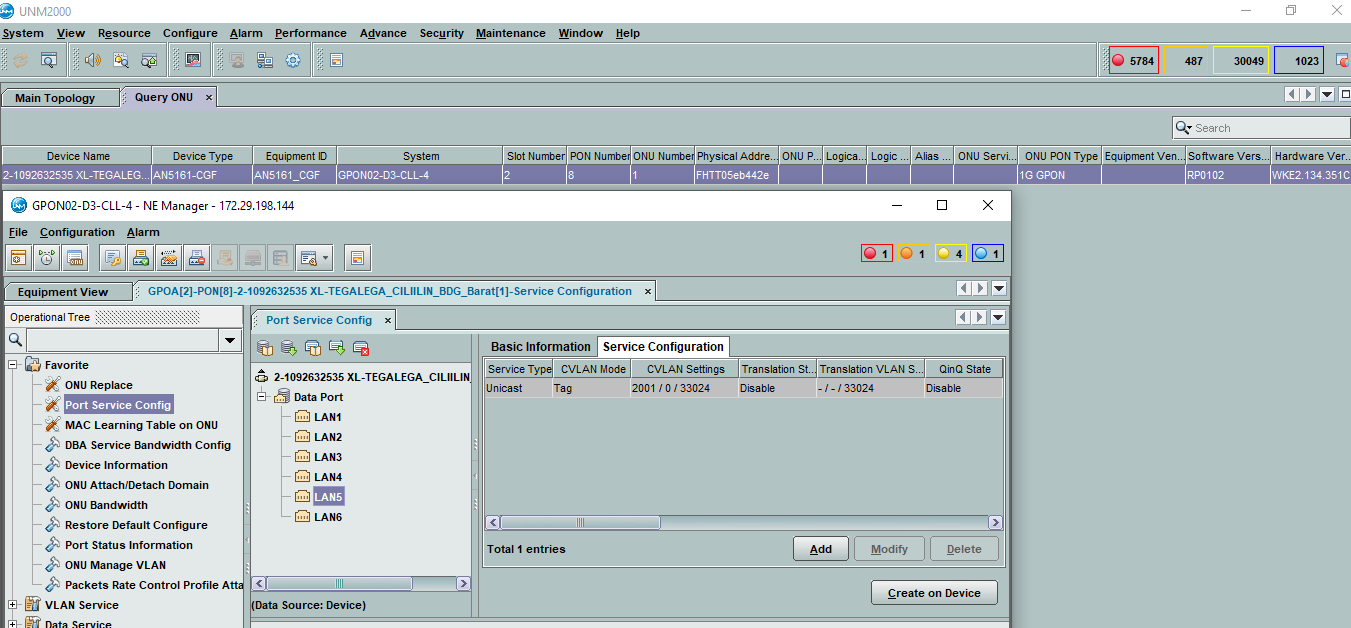 UNM2000
System View Resource Configure Alarm Performance Advance Security Maintenance Window Help
5784 487 30049 1023
Main Topology Query ONU ×
Search
Device Name Device Type Equipment ID System Slot Number PON Number ONU Number Physical Addre... ONU P... Logica... Logic ... Alias ... ONU Servi... ONU PON Type Equipment Ven... Software Vers... Hardware Ver...
2-1092632535 XL-TEGALEG... AN5161-CGF AN5161_CGF GPON02-D3-CLL-4 2 8 1 FHTT05eb442e 1G GPON RP0102 WKE2.134.351C
GPON02-D3-CLL-4 - NE Manager - 172.29.198.144
File Configuration Alarm
1 1 4 1
Equipment View GPOA[2]-PON[8]-2-1092632535 XL-TEGALEGA_CILIILIN_BDG_Barat[1]-Service Configuration ×
Operational Tree
Favorite
ONU Replace
Port Service Config
MAC Learning Table on ONU
DBA Service Bandwidth Config
Device Information
ONU Attach/Detach Domain
ONU Bandwidth
Restore Default Configure
Port Status Information
ONU Manage VLAN
Packets Rate Control Profile Atta
VLAN Service
Data Service
Port Service Config ×
2-1092632535 XL-TEGALEGA_CILIILIN_
Data Port
LAN1
LAN2
LAN3
LAN4
LAN5
LAN6
(Data Source: Device)
Basic Information Service Configuration
Service Type CVLAN Mode CVLAN Settings Translation St... Translation VLAN S... QinQ State
Unicast Tag 2001 / 0 / 33024 Disable - / - / 33024 Disable
Total 1 entries Add Modify Delete
Create on Device